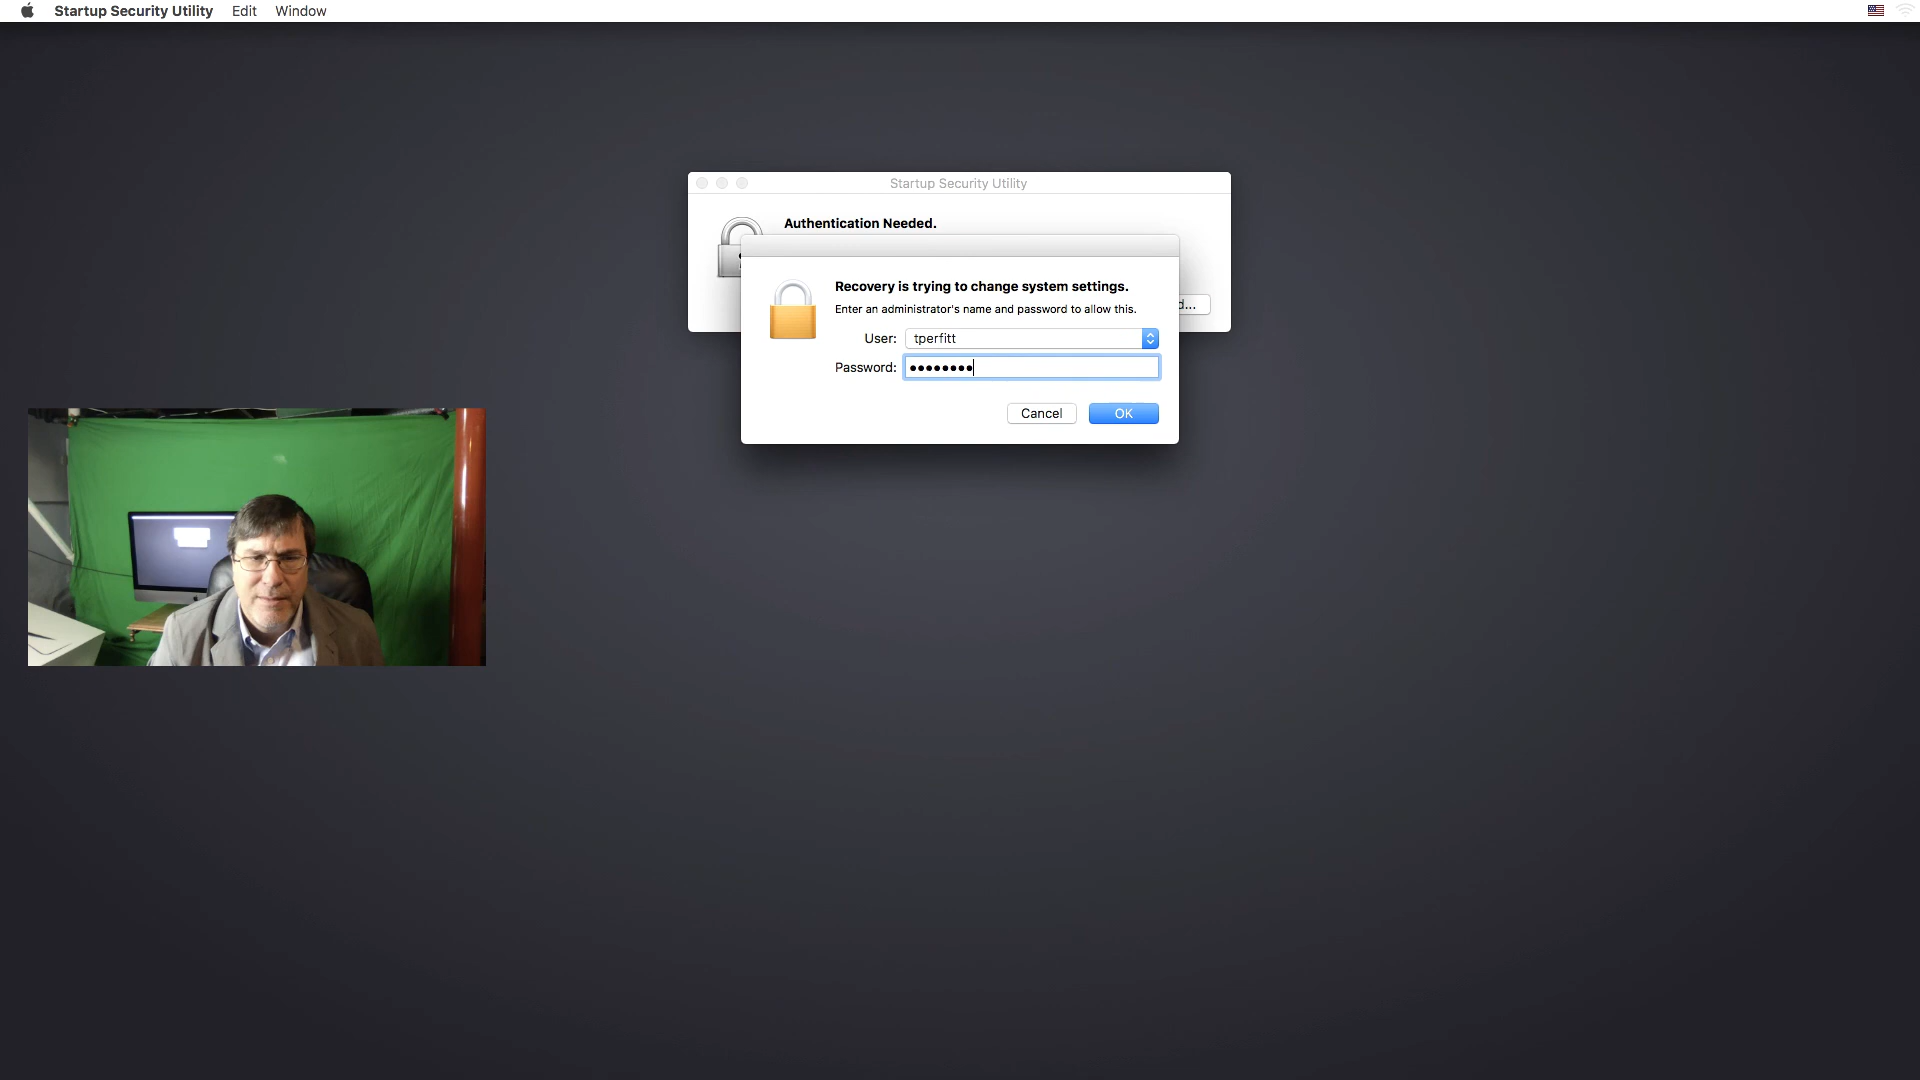 Startup Security Utility Edit Window
Startup Security Utility
Authentication Needed.
Recovery is trying to change system settings.
Enter an administrator's name and password to allow this.
User: tperfitt
Password: ••••••••
Cancel OK
d...